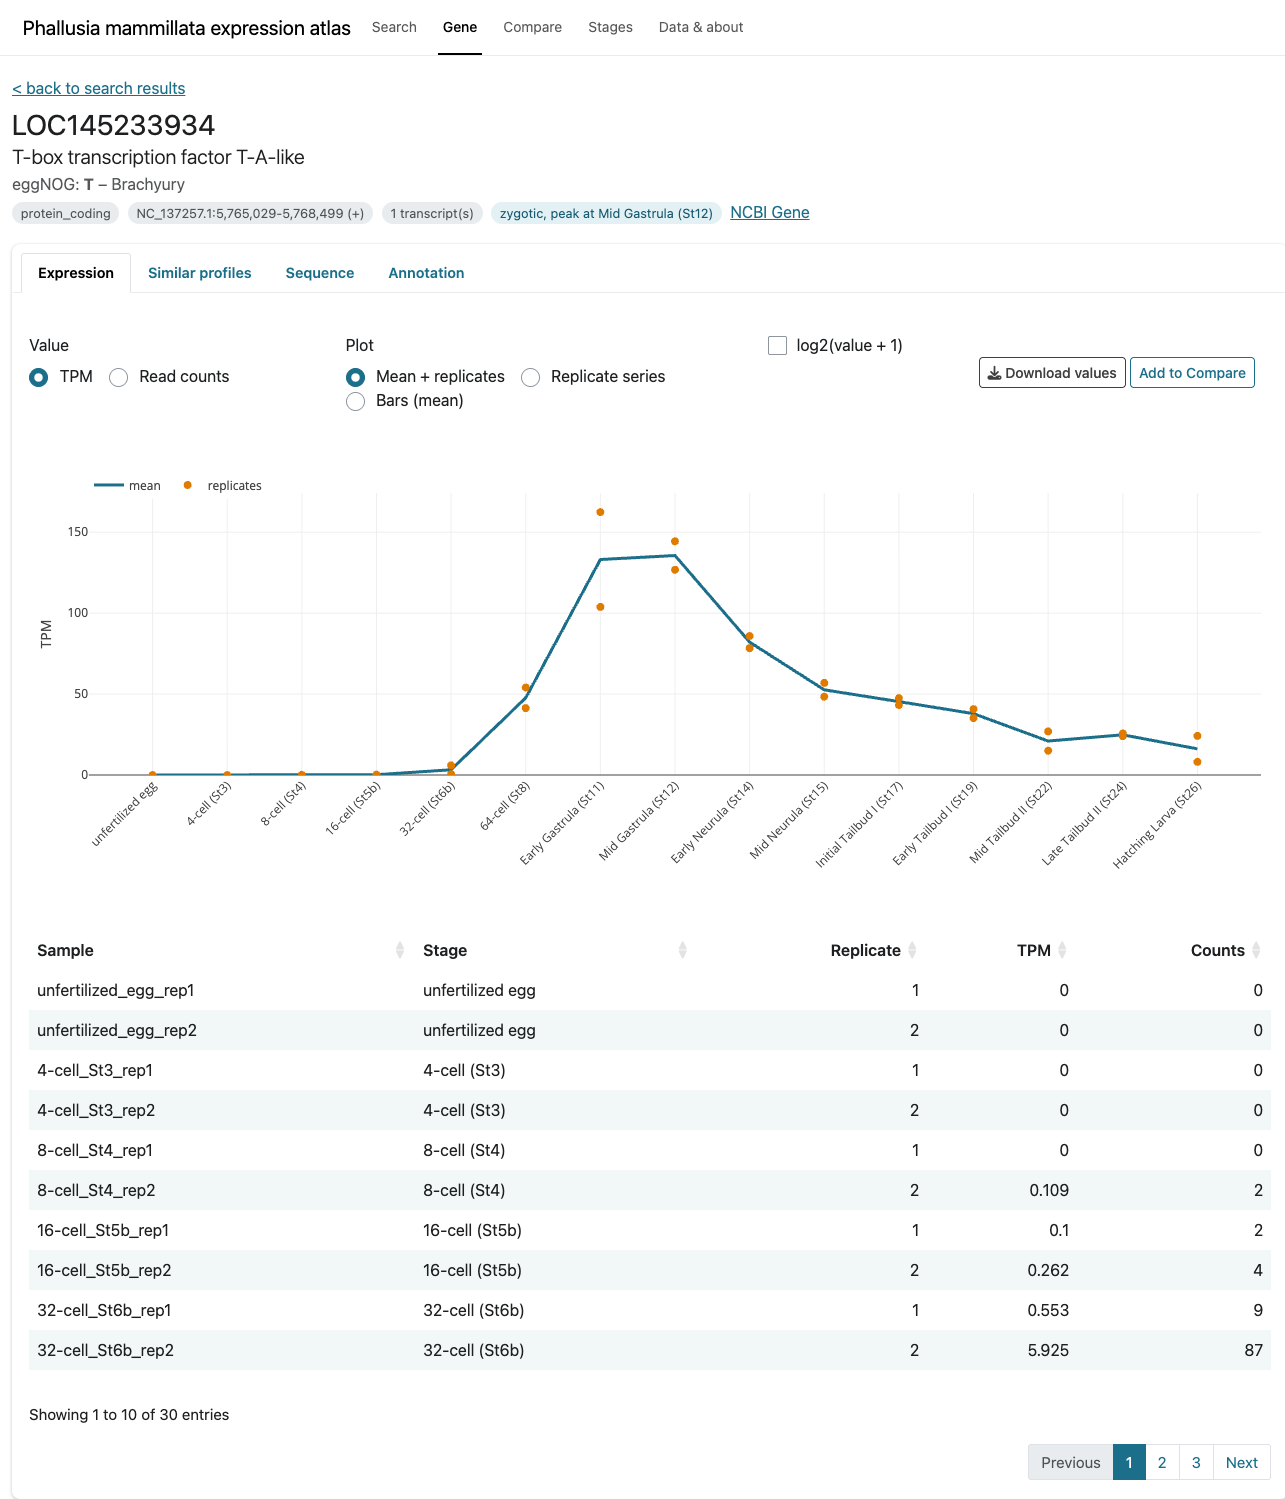 Phallusia mammillata expression atlas Search Gene Compare Stages Data & about
< back to search results
LOC145233934
T-box transcription factor T-A-like
eggNOG: T – Brachyury
protein_coding NC_137257.1:5,765,029-5,768,499 (+) 1 transcript(s) zygotic, peak at Mid Gastrula (St12) NCBI Gene
Expression Similar profiles Sequence Annotation
Value Plot log2(value + 1)
TPM Read counts Mean + replicates Replicate series Download values Add to Compare
Bars (mean)
mean replicates
150
100
50
0
TPM
unfertilized egg
4-cell (St3)
8-cell (St4)
16-cell (St5b)
32-cell (St6b)
64-cell (St8)
Early Gastrula (St11)
Mid Gastrula (St12)
Early Neurula (St14)
Mid Neurula (St15)
Initial Tailbud I (St17)
Early Tailbud I (St19)
Mid Tailbud II (St22)
Late Tailbud II (St24)
Hatching Larva (St26)
Sample Stage Replicate TPM Counts
unfertilized_egg_rep1 unfertilized egg 1 0 0
unfertilized_egg_rep2 unfertilized egg 2 0 0
4-cell_St3_rep1 4-cell (St3) 1 0 0
4-cell_St3_rep2 4-cell (St3) 2 0 0
8-cell_St4_rep1 8-cell (St4) 1 0 0
8-cell_St4_rep2 8-cell (St4) 2 0.109 2
16-cell_St5b_rep1 16-cell (St5b) 1 0.1 2
16-cell_St5b_rep2 16-cell (St5b) 2 0.262 4
32-cell_St6b_rep1 32-cell (St6b) 1 0.553 9
32-cell_St6b_rep2 32-cell (St6b) 2 5.925 87
Showing 1 to 10 of 30 entries
Previous 1 2 3 Next